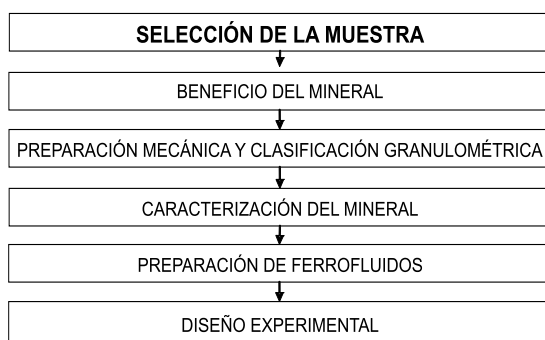 SELECCIÓN DE LA MUESTRA
BENEFICIO DEL MINERAL
PREPARACIÓN MECÁNICA Y CLASIFICACIÓN GRANULOMÉTRICA
CARACTERIZACIÓN DEL MINERAL
PREPARACIÓN DE FERROFLUIDOS
DISEÑO EXPERIMENTAL